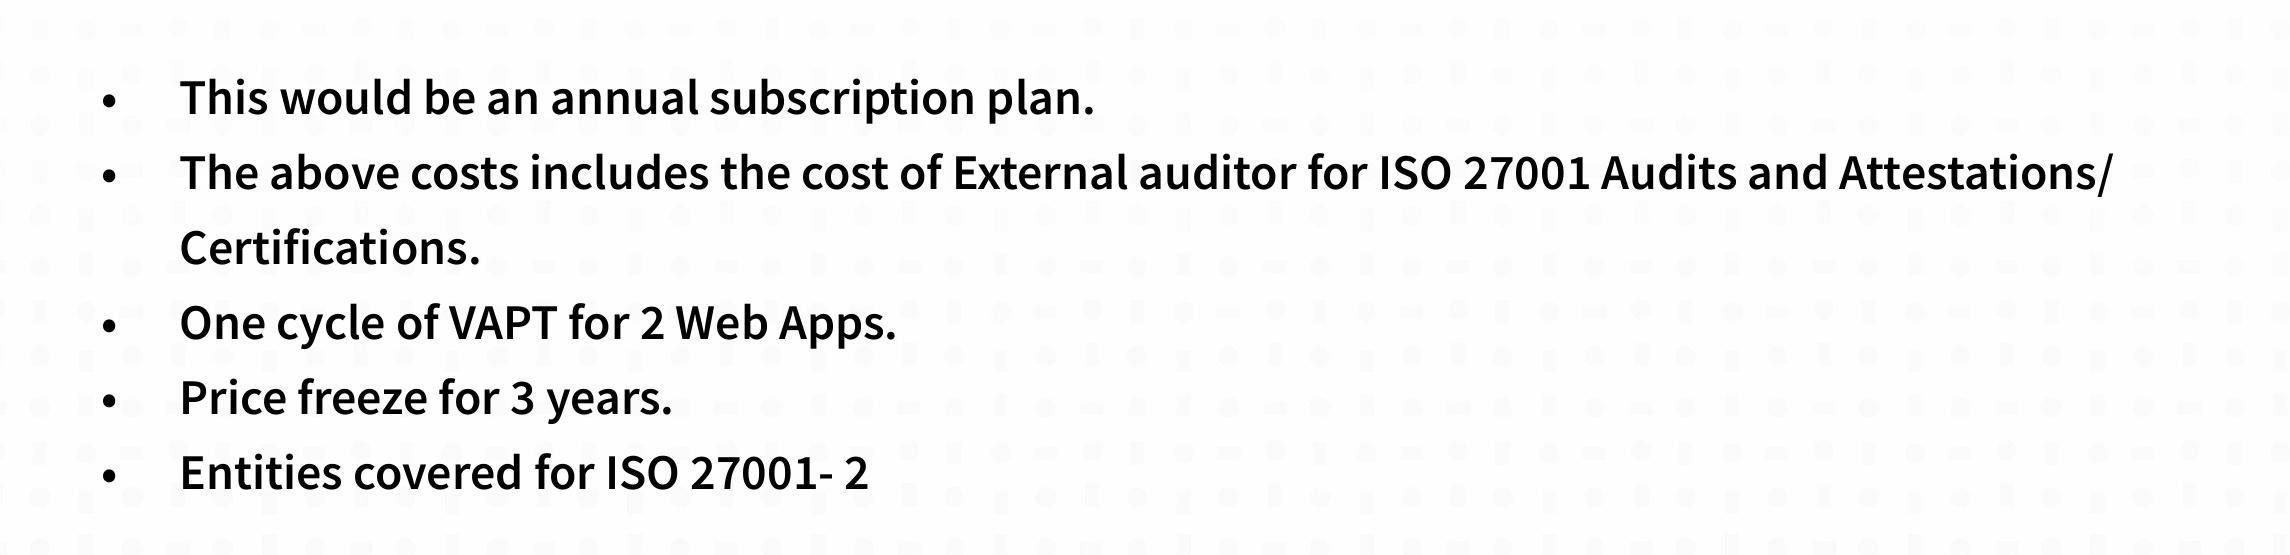 • This would be an annual subscription plan.
• The above costs includes the cost of External auditor for ISO 27001 Audits and Attestations/
Certifications.
• One cycle of VAPT for 2 Web Apps.
• Price freeze for 3 years.
• Entities covered for ISO 27001- 2